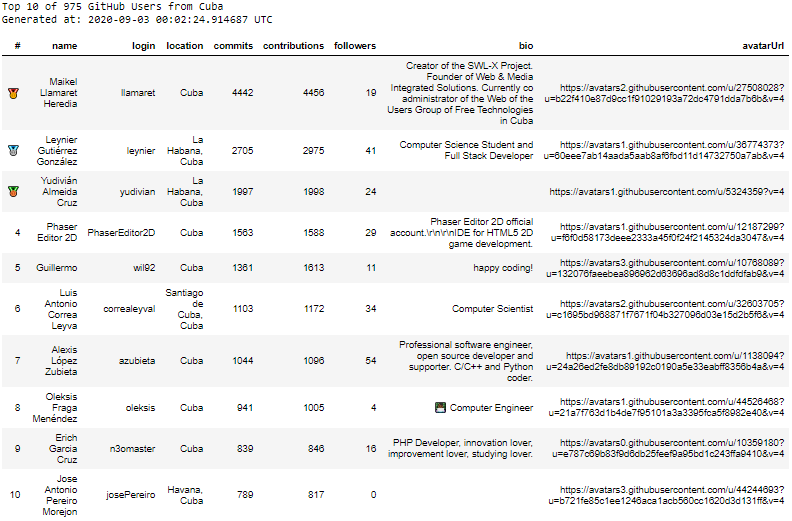 Top 10 of 975 GitHub Users from Cuba
Generated at: 2020-09-03 00:02:24.914687 UTC
# name login location commits contributions followers bio avatarUrl
Maikel Llamaret Heredia llamaret Cuba 4442 4456 19 Creator of the SWL-X Project. Founder of Web & Media Integrated Solutions. Currently co administrator of the Web of the Users Group of Free Technologies in Cuba https://avatars2.githubusercontent.com/u/27508028?u=b22f410e87d9cc1f91029193a72dc4791dda7b6b&v=4
Leynier Gutiérrez González leynier La Habana, Cuba 2705 2975 41 Computer Science Student and Full Stack Developer https://avatars1.githubusercontent.com/u/36774373?u=60eee7ab14aada5aab8af6fbd11d14732750a7ab&v=4
Yudivián Almeida Cruz yudivian La Habana, Cuba 1997 1998 24 https://avatars1.githubusercontent.com/u/5324359?v=4
4 Phaser Editor 2D PhaserEditor2D Cuba 1563 1588 29 Phaser Editor 2D official account.\r\n\r\nIDE for HTML5 2D game development. https://avatars1.githubusercontent.com/u/12187299?u=f6f0d58173deee2333a45f0f24f2145324da3047&v=4
5 Guillermo wil92 Cuba 1361 1613 11 happy coding! https://avatars3.githubusercontent.com/u/10768089?u=132076faeebea896962d63696ad8d8c1ddfdfab9&v=4
6 Luis Antonio Correa Leyva correaleyval Santiago de Cuba, Cuba 1103 1172 34 Computer Scientist https://avatars2.githubusercontent.com/u/32603705?u=c1695bd968871f7671f04b327096d03e15d2b5f6&v=4
7 Alexis López Zubieta azubieta Cuba 1044 1096 54 Professional software engineer, open source developer and supporter. C/C++ and Python coder. https://avatars1.githubusercontent.com/u/1138094?u=24a26ed2fe8db89192c0190a5e33eabff8356b4a&v=4
8 Oleksis Fraga Menéndez oleksis Cuba 941 1005 4 Computer Engineer https://avatars1.githubusercontent.com/u/44526468?u=21a7f763d1b4de7f95101a3a3395fca5f8982e40&v=4
9 Erich Garcia Cruz n3omaster Cuba 839 846 16 PHP Developer, innovation lover, improvement lover, studying lover. https://avatars0.githubusercontent.com/u/10359180?u=e787c69b83f9d6db25feef9a95bd1c243ffa9410&v=4
10 Jose Antonio Pereiro Morejon josePereiro Havana, Cuba 789 817 0 https://avatars3.githubusercontent.com/u/44244693?u=b721fe85c1ee1246aca1acb560cc1620d3d131ff&v=4